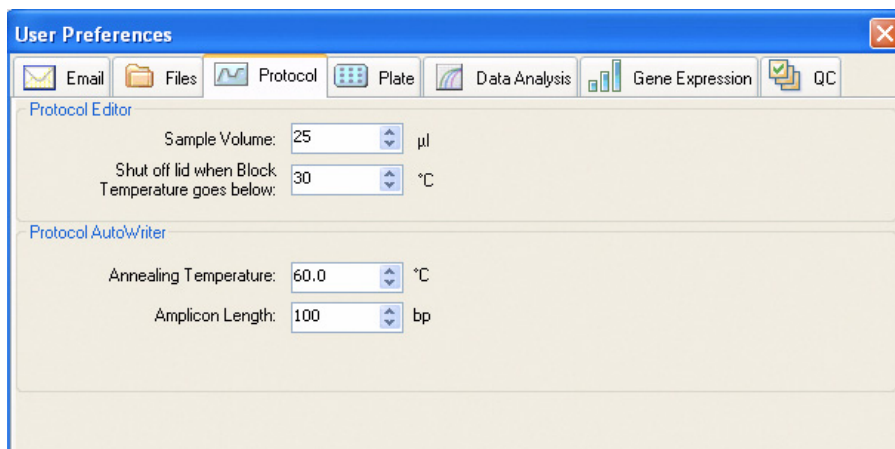 User Preferences
Email Files Protocol Plate Data Analysis Gene Expression QC
Protocol Editor
Sample Volume: 25 µl
Shut off lid when Block
Temperature goes below: 30 °C
Protocol AutoWriter
Annealing Temperature: 60.0 °C
Amplicon Length: 100 bp